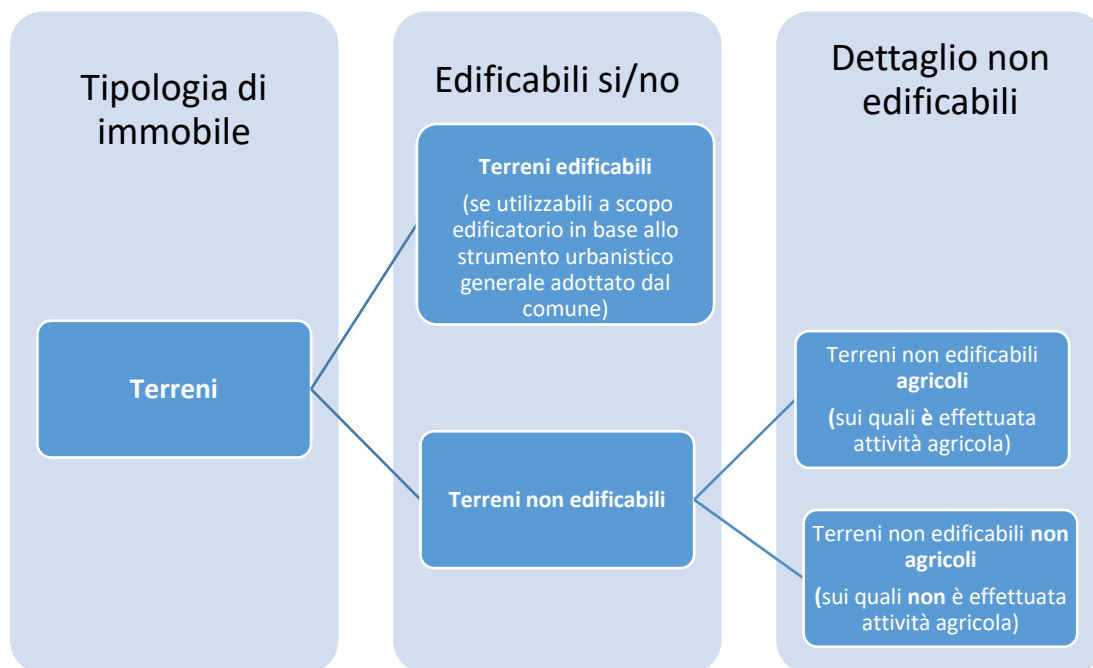 Tipologia di
immobile
Edificabili si/no
Dettaglio non
edificabili
Terreni
Terreni edificabili
(se utilizzabili a scopo
edificatorio in base allo
strumento urbanistico
generale adottato dal
comune)
Terreni non edificabili
Terreni non edificabili
agricoli
(sui quali è effettuata
attività agricola)
Terreni non edificabili non
agricoli
(sui quali non è effettuata
attività agricola)